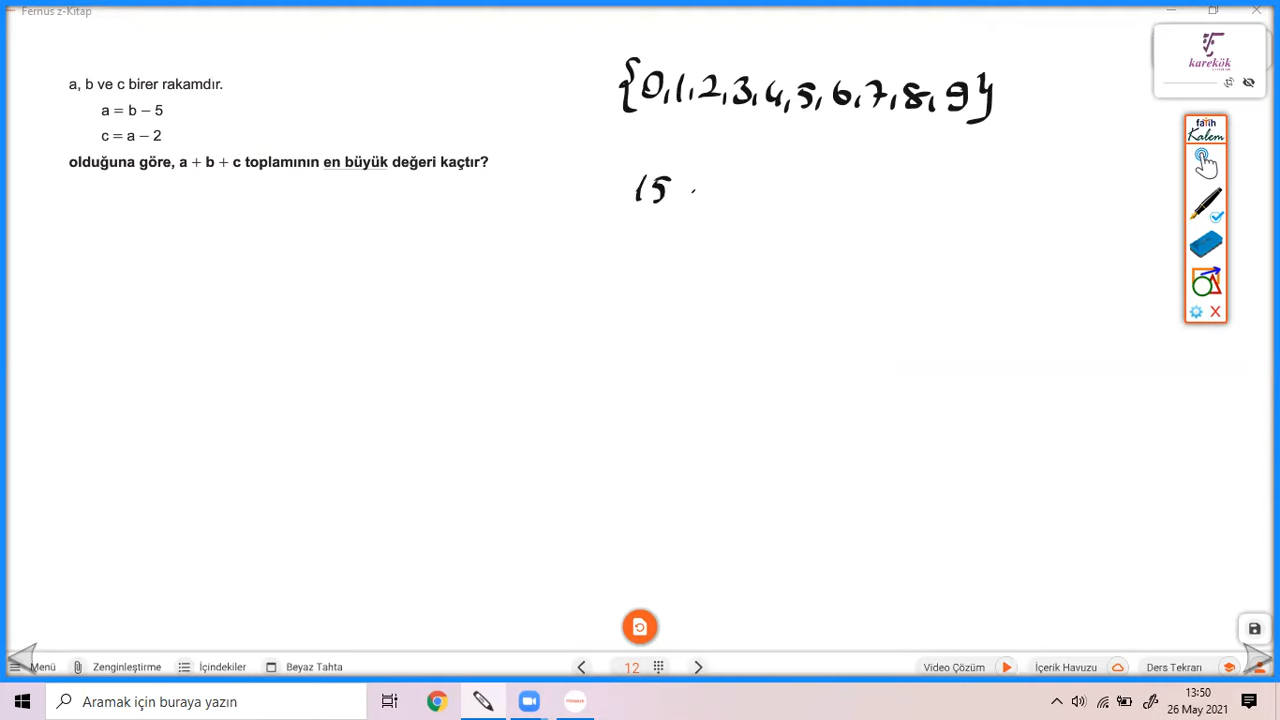 Fernus z-Kitap
a, b ve c birer rakamdır.
a = b − 5
c = a − 2
olduğuna göre, a + b + c toplamının en büyük değeri kaçtır?
{0,1,2,3,4,5,6,7,8,9}
15
karekök
fatih
Kalem
Menü
Zenginleştirme
İçindekiler
Beyaz Tahta
12
Video Çözüm
İçerik Havuzu
Ders Tekrarı
Aramak için buraya yazın
13:50
26 May 2021